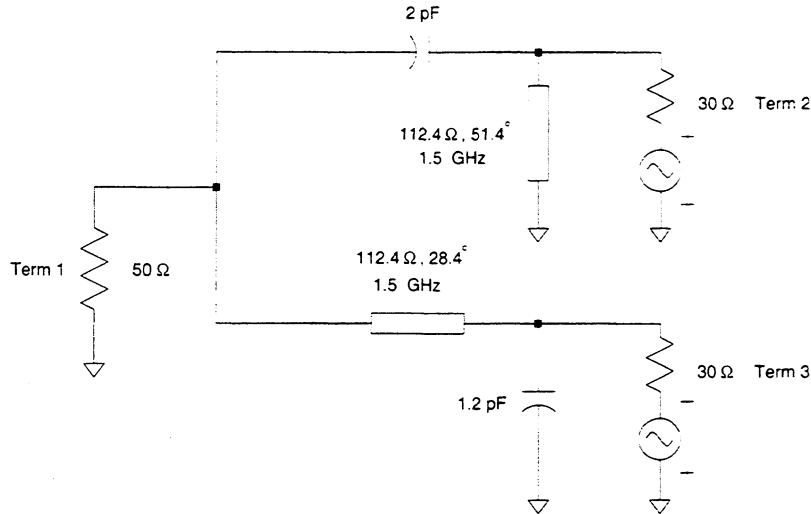 2 pF
112.4 Ω, 51.4°
1.5 GHz
30 Ω Term 2
Term 1 50 Ω
112.4 Ω, 28.4°
1.5 GHz
1.2 pF
30 Ω Term 3